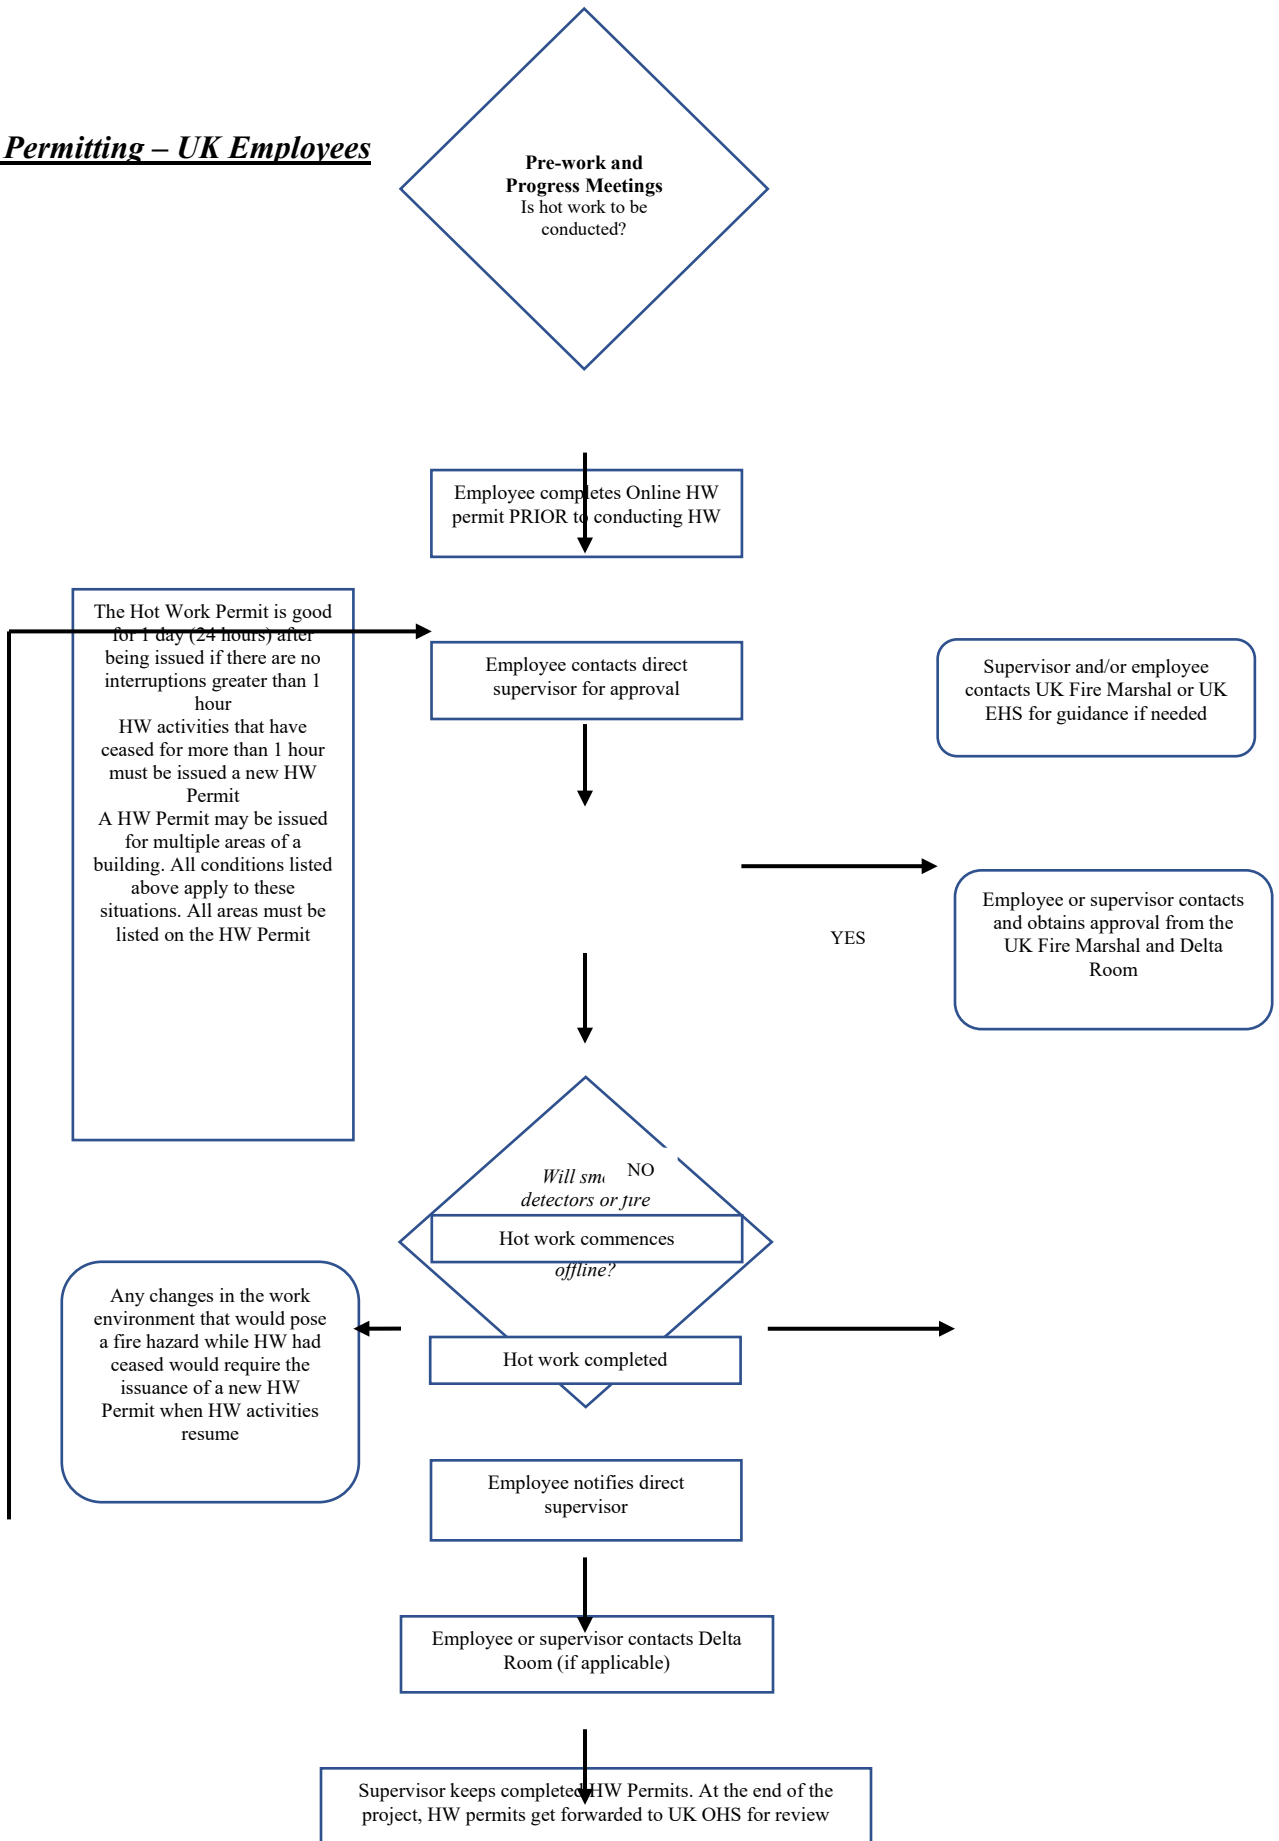 Permitting – UK Employees
Pre-work and
Progress Meetings
Is hot work to be
conducted?
Employee completes Online HW
permit PRIOR to conducting HW
The Hot Work Permit is good
for 1 day (24 hours) after
being issued if there are no
interruptions greater than 1
hour
HW activities that have
ceased for more than 1 hour
must be issued a new HW
Permit
A HW Permit may be issued
for multiple areas of a
building. All conditions listed
above apply to these
situations. All areas must be
listed on the HW Permit
Employee contacts direct
supervisor for approval
Supervisor and/or employee
contacts UK Fire Marshal or UK
EHS for guidance if needed
YES
Employee or supervisor contacts
and obtains approval from the
UK Fire Marshal and Delta
Room
Will
NO
detectors or fire
Hot work commences
offline?
Any changes in the work
environment that would pose
a fire hazard while HW had
ceased would require the
issuance of a new HW
Permit when HW activities
resume
Hot work completed
Employee notifies direct
supervisor
Employee or supervisor contacts Delta
Room (if applicable)
Supervisor keeps completed HW Permits. At the end of the
project, HW permits get forwarded to UK OHS for review